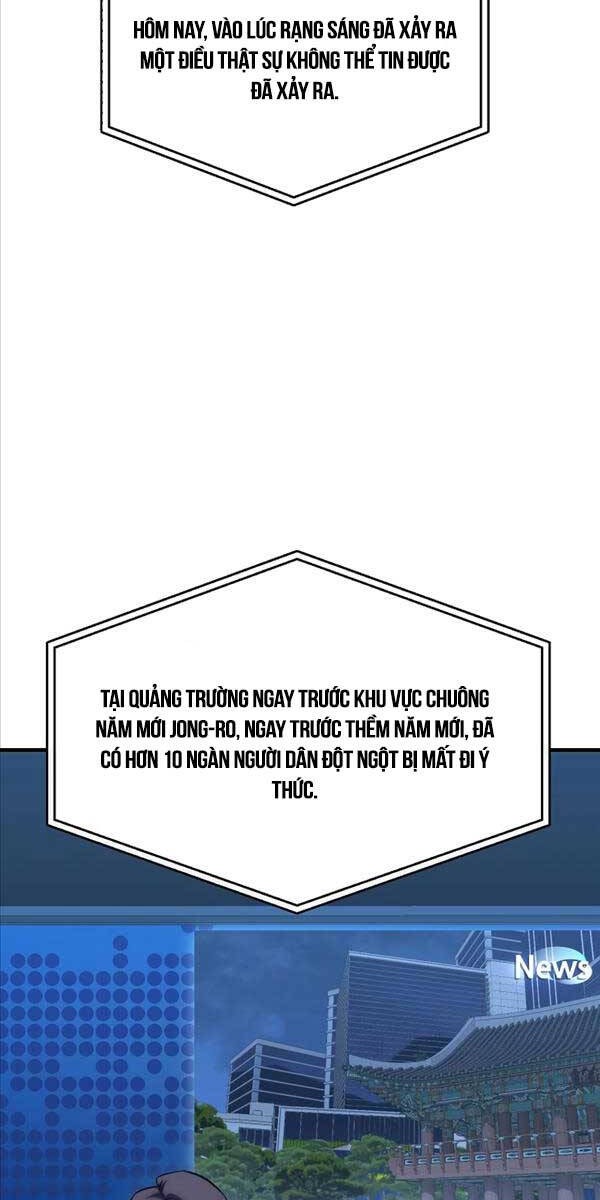 HÔM NAY, VÀO LÚC RẠNG SÁNG ĐÃ XẢY RA
MỘT ĐIỀU THẬT SỰ KHÔNG THỂ TIN ĐƯỢC
ĐÃ XẢY RA.
TẠI QUẢNG TRƯỜNG NGAY TRƯỚC KHU VỰC CHUÔNG
NĂM MỚI JONG-RO, NGAY TRƯỚC THỀM NĂM MỚI, ĐÃ
CÓ HƠN 10 NGÀN NGƯỜI DÂN ĐỘT NGỘT BỊ MẤT ĐI Ý
THỨC.
News